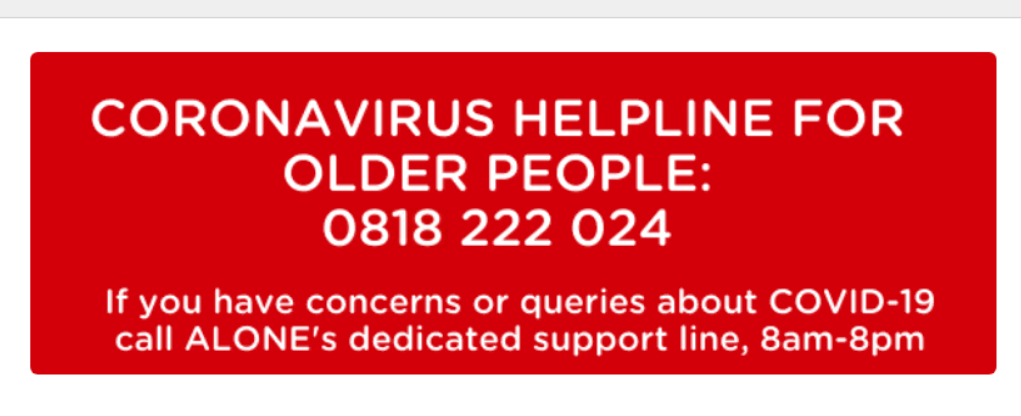 CORONAVIRUS HELPLINE FOR
OLDER PEOPLE:
0818 222 024
If you have concerns or queries about COVID-19
call ALONE's dedicated support line, 8am-8pm